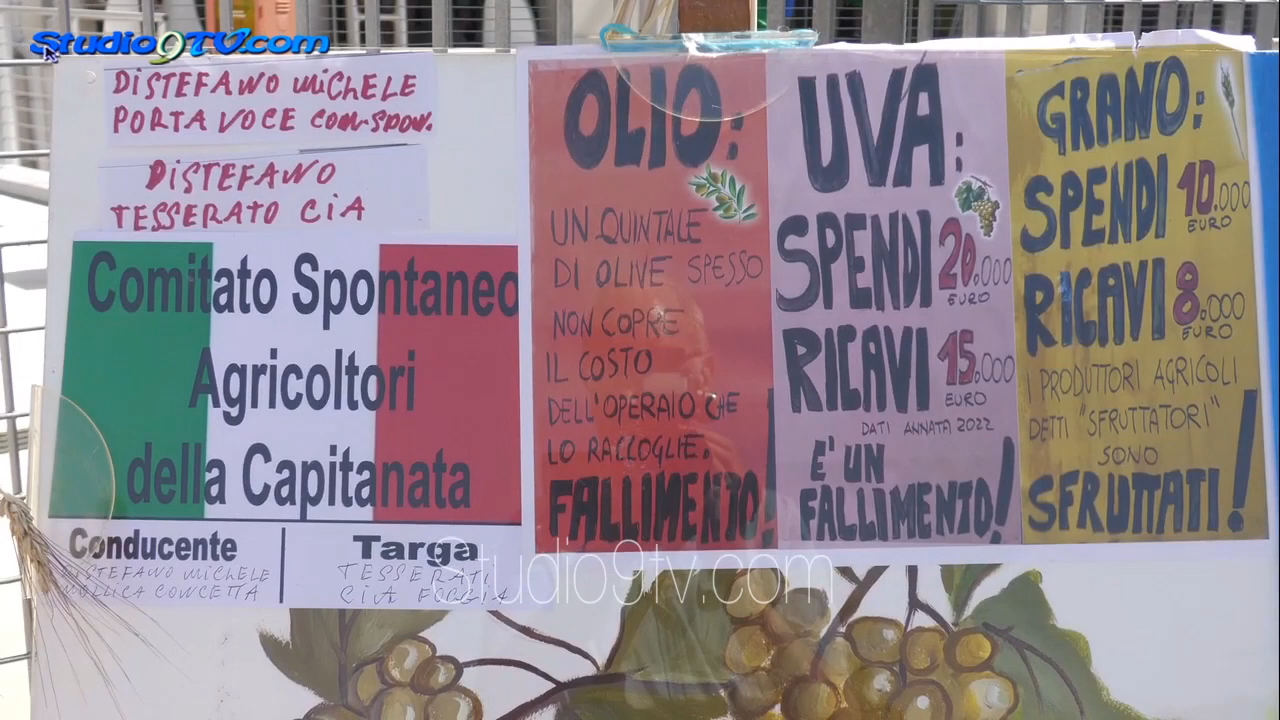 Studio9TV.com
DISTEFANO MICHELE
PORTA VOCE COM-SPON.
DISTEFANO
TESSERATO CIA
Comitato Spontaneo
Agricoltori
della Capitanata
Conducente
DISTEFANO MICHELE
MOLLICA CONCETTA
Targa
TESSERATI
CIA FOGGIA
OLIO:
UN QUINTALE
DI OLIVE SPESSO
NON COPRE
IL COSTO
DELL'OPERAIO CHE
LO RACCOGLIE.
FALLIMENTO!
UVA:
SPENDI 20.000
EURO
RICAVI 15.000
EURO
DATI ANNATA 2022
E' UN
FALLIMENTO!
GRANO:
SPENDI 10.000
EURO
RICAVI 8.000
EURO
I PRODUTTORI AGRICOLI
DETTI "SFRUTTATORI"
SONO
SFRUTTATI!
Studio9tv.com